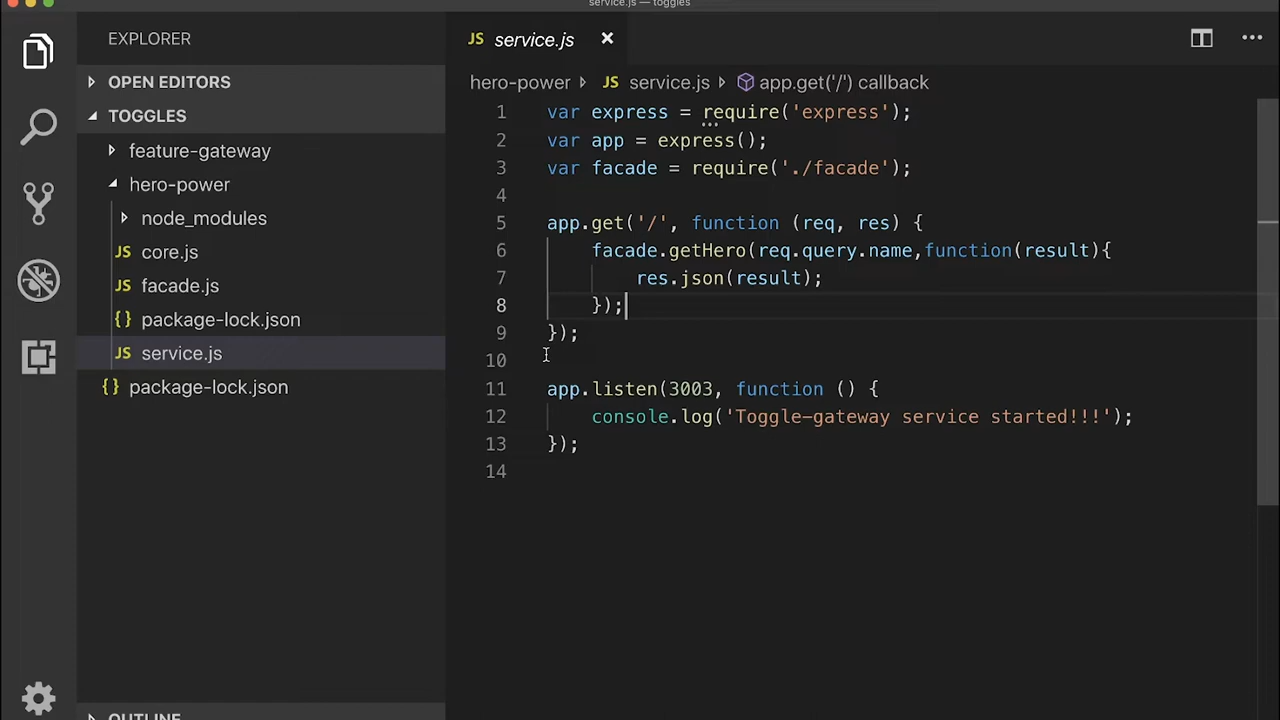 service.js — toggles
EXPLORER
OPEN EDITORS
TOGGLES
feature-gateway
hero-power
node_modules
JS core.js
JS facade.js
{} package-lock.json
JS service.js
{} package-lock.json
OUTLINE
JS service.js
hero-power JS service.js app.get('/') callback
1 var express = require('express');
2 var app = express();
3 var facade = require('./facade');
4
5 app.get('/', function (req, res) {
6 facade.getHero(req.query.name,function(result){
7 res.json(result);
8 });
9 });
10
11 app.listen(3003, function () {
12 console.log('Toggle-gateway service started!!!');
13 });
14